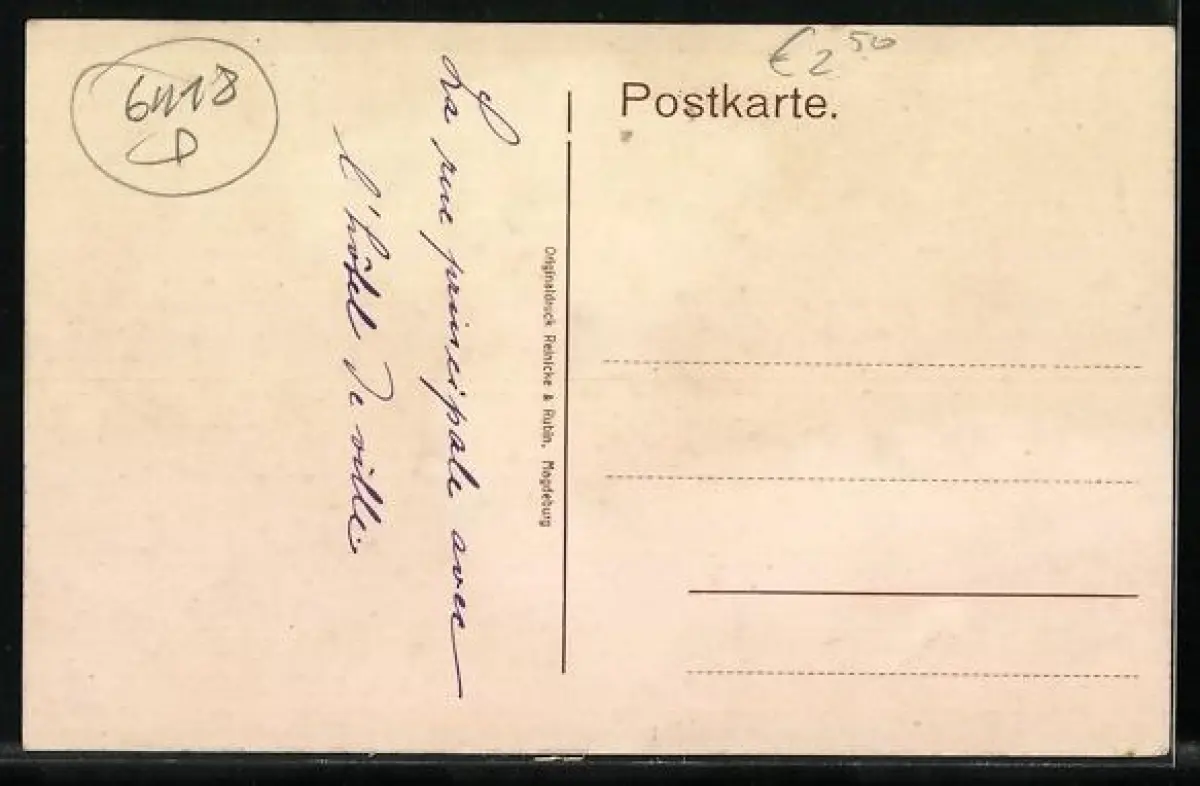 6418
€ 2 50
Postkarte.
La rue principale avec
l'hôtel de ville
Originaldruck Reinicke & Rubin, Magdeburg